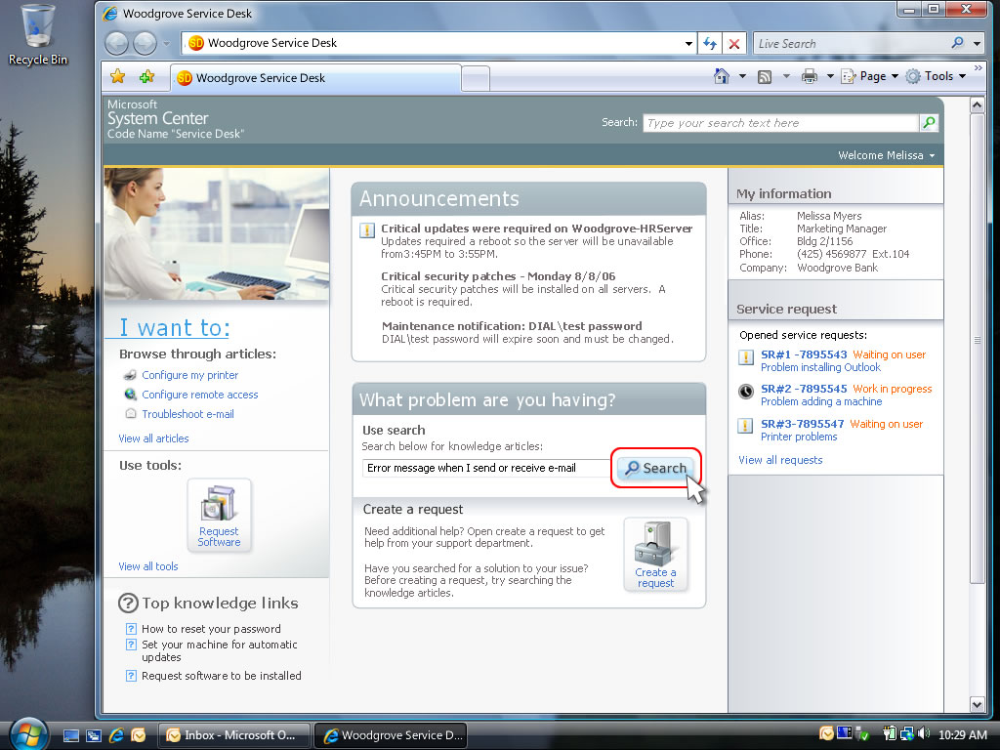 Recycle Bin
Woodgrove Service Desk
Woodgrove Service Desk
Live Search
Woodgrove Service Desk
Page
Tools
Microsoft
System Center
Code Name "Service Desk"
Search:
Type your search text here
Welcome Melissa
I want to:
Browse through articles:
Configure my printer
Configure remote access
Troubleshoot e-mail
View all articles
Use tools:
Request
Software
View all tools
Top knowledge links
How to reset your password
Set your machine for automatic
updates
Request software to be installed
Announcements
Critical updates were required on Woodgrove-HRServer
Updates required a reboot so the server will be unavailable
from3:45PM to 3:55PM.
Critical security patches - Monday 8/8/06
Critical security patches will be installed on all servers. A
reboot is required.
Maintenance notification: DIAL\test password
DIAL\test password will expire soon and must be changed.
What problem are you having?
Use search
Search below for knowledge articles:
Error message when I send or receive e-mail
Search
Create a request
Need additional help? Open create a request to get
help from your support department.
Have you searched for a solution to your issue?
Before creating a request, try searching the
knowledge articles.
Create a
request
My information
Alias: Melissa Myers
Title: Marketing Manager
Office: Bldg 2/1156
Phone: (425) 4569877 Ext.104
Company: Woodgrove Bank
Service request
Opened service requests:
SR#1 -7895543 Waiting on user
Problem installing Outlook
SR#2 -7895545 Work in progress
Problem adding a machine
SR#3-7895547 Waiting on user
Printer problems
View all requests
Inbox - Microsoft O...
Woodgrove Service D...
10:29 AM